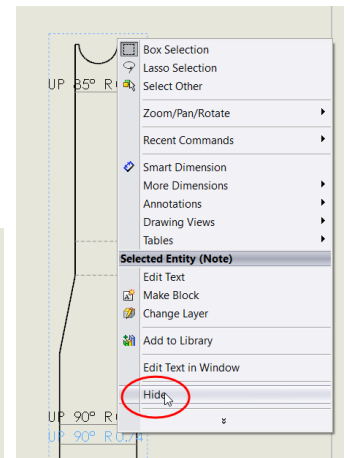 Box Selection
Lasso Selection
UP 85° R
Select Other
Zoom/Pan/Rotate
Recent Commands
Smart Dimension
More Dimensions
Annotations
Drawing Views
Tables
Selected Entity (Note)
Edit Text
Make Block
Change Layer
Add to Library
Edit Text in Window
Hide
UP 90° R
UP 90° R 0.74